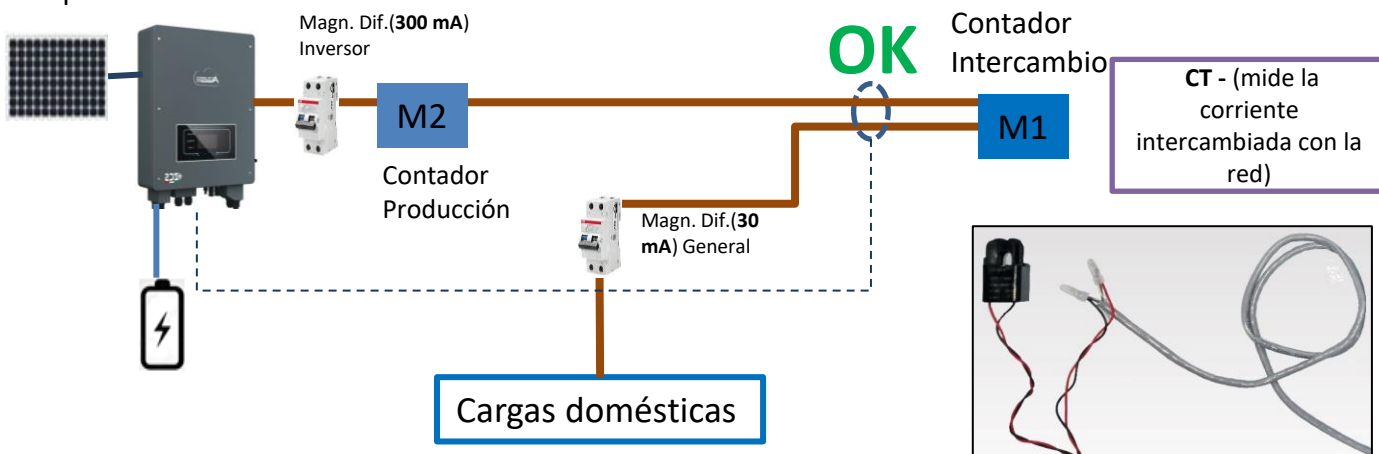 Magn. Dif.(300 mA)
Inversor
OK
Contador
Intercambio
CT - (mide la
corriente
intercambiada con la
red)
M2
M1
Contador
Producción
Magn. Dif.(30
mA) General
Cargas domésticas